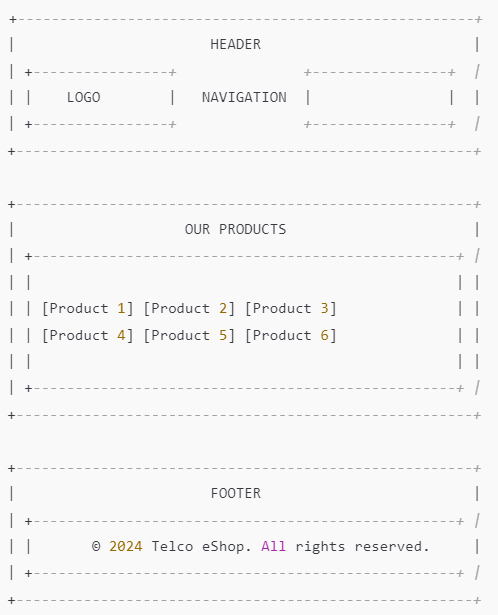 +------------------------------------------------------+
|                       HEADER                         |
| +----------------+               +----------------+  |
| |    LOGO        |   NAVIGATION  |                |  |
| +----------------+               +----------------+  |
+------------------------------------------------------+
+------------------------------------------------------+
|                    OUR PRODUCTS                      |
| +--------------------------------------------------+ |
| |                                                  | |
| | [Product 1] [Product 2] [Product 3]              | |
| | [Product 4] [Product 5] [Product 6]              | |
| |                                                  | |
| +--------------------------------------------------+ |
+------------------------------------------------------+
+------------------------------------------------------+
|                       FOOTER                         |
| +--------------------------------------------------+ |
| |       © 2024 Telco eShop. All rights reserved.     |
| +--------------------------------------------------+ |
+------------------------------------------------------+